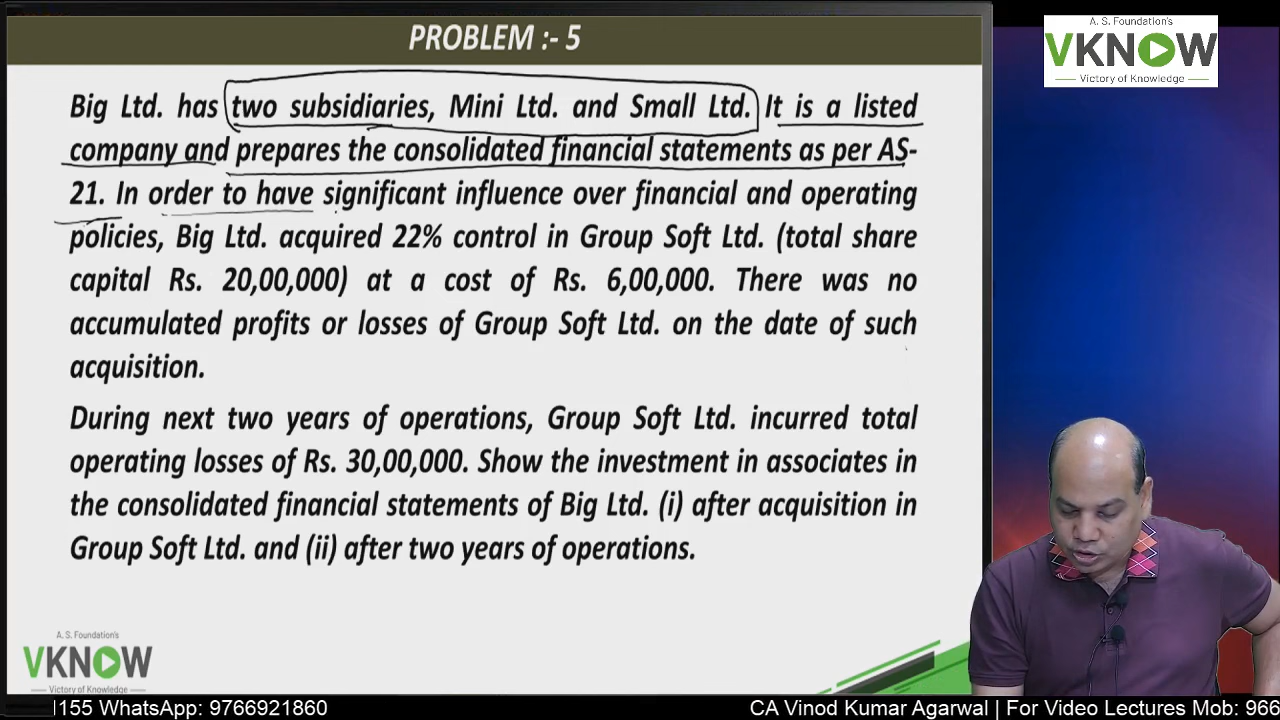 PROBLEM :- 5
A. S. Foundation's
VKNOW
Victory of Knowledge
Big Ltd. has two subsidiaries, Mini Ltd. and Small Ltd. It is a listed
company and prepares the consolidated financial statements as per AS-
21. In order to have significant influence over financial and operating
policies, Big Ltd. acquired 22% control in Group Soft Ltd. (total share
capital Rs. 20,00,000) at a cost of Rs. 6,00,000. There was no
accumulated profits or losses of Group Soft Ltd. on the date of such
acquisition.
During next two years of operations, Group Soft Ltd. incurred total
operating losses of Rs. 30,00,000. Show the investment in associates in
the consolidated financial statements of Big Ltd. (i) after acquisition in
Group Soft Ltd. and (ii) after two years of operations.
A. S. Foundation's
VKNOW
Victory of Knowledge
155 WhatsApp: 9766921860
CA Vinod Kumar Agarwal | For Video Lectures Mob: 966